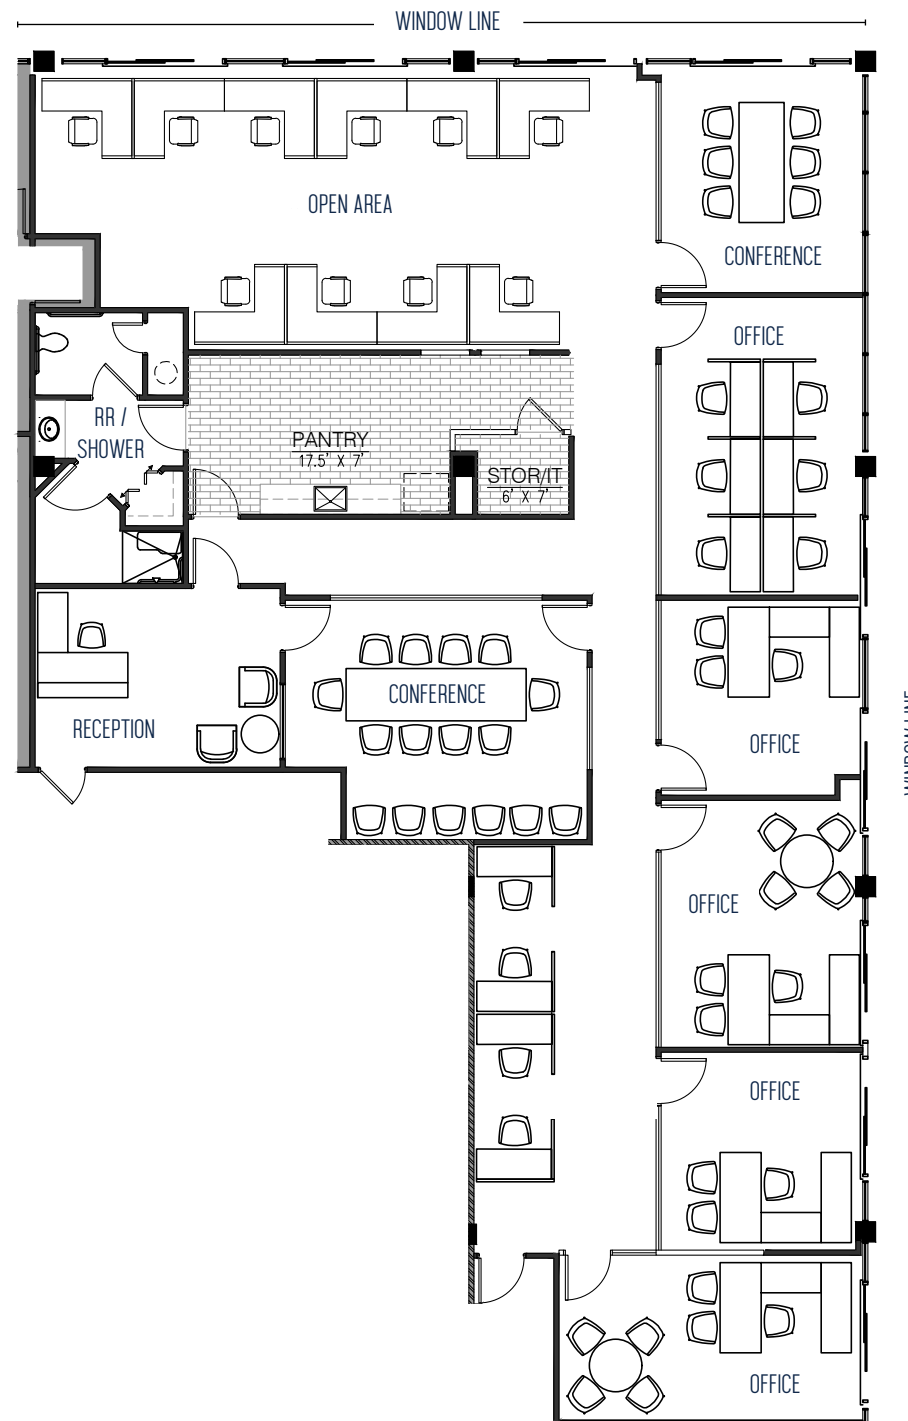 WINDOW LINE
OPEN AREA
CONFERENCE
OFFICE
RR /
SHOWER
PANTRY
17.5' X 7'
STOR/IT
6' X 7'
CONFERENCE
RECEPTION
OFFICE
OFFICE
OFFICE
OFFICE